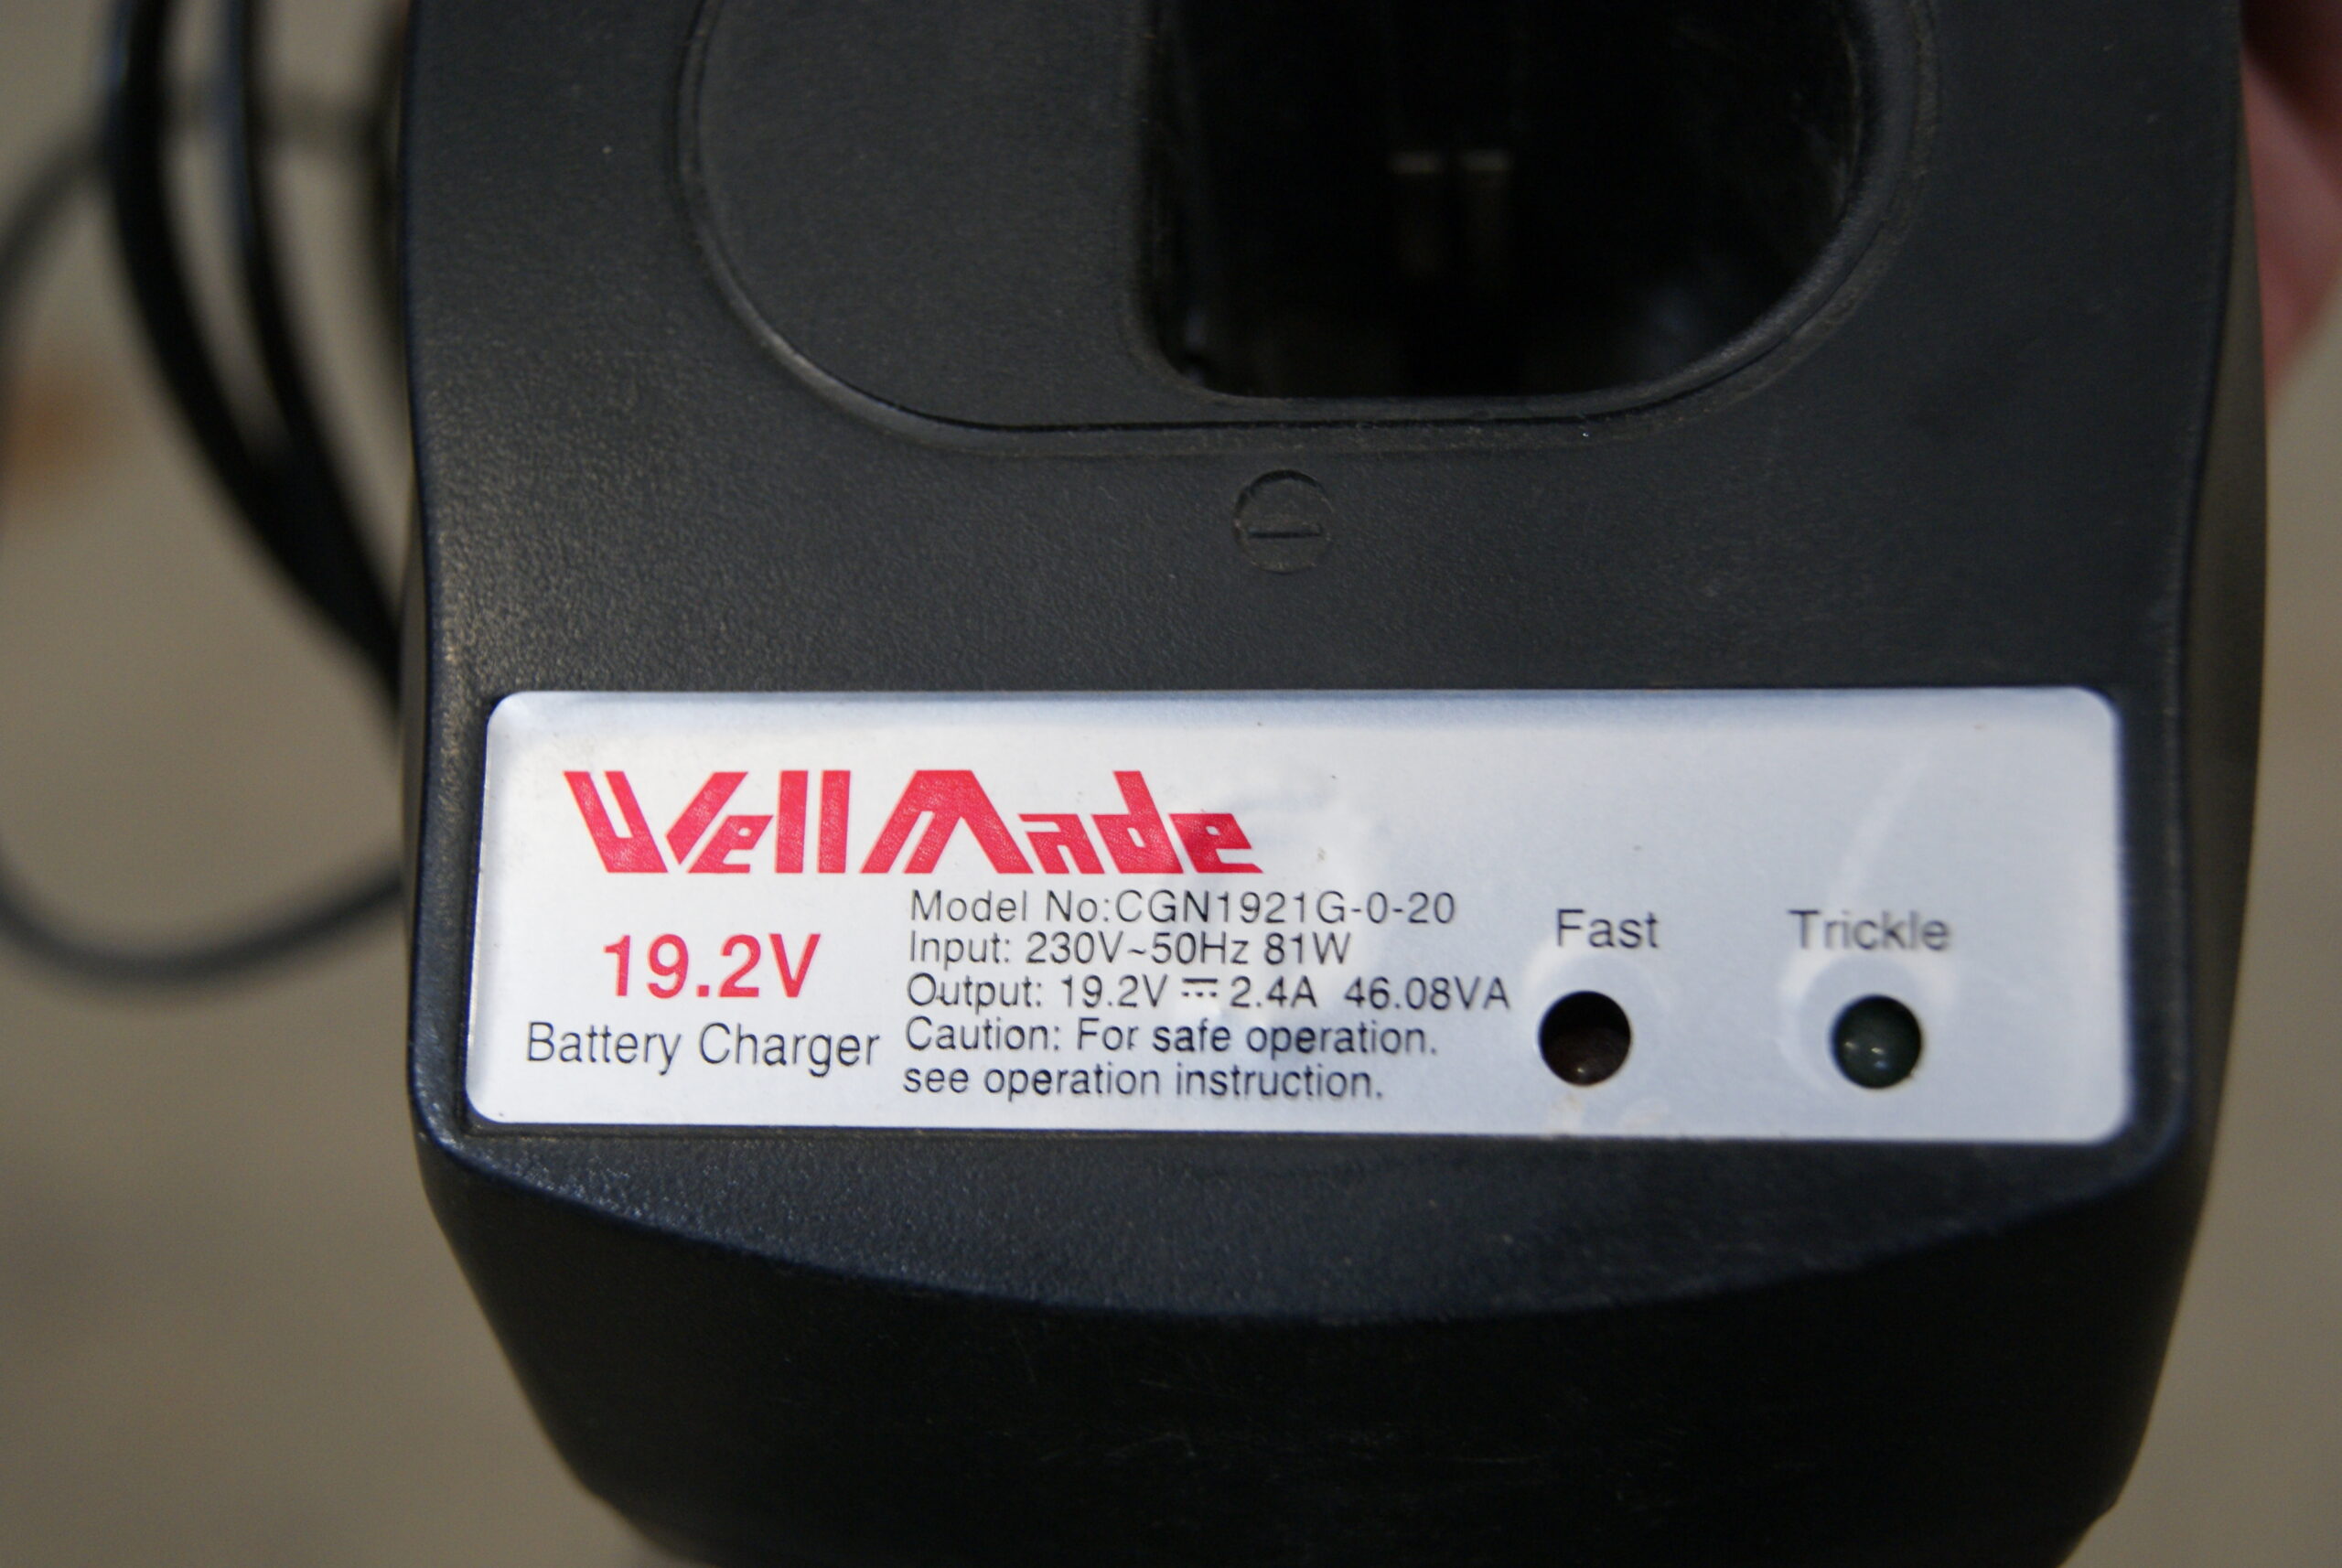 WellMade
19.2V
Battery Charger
Model No:CGN1921G-0-20
Input: 230V~50Hz 81W
Output: 19.2V ⎓ 2.4A 46.08VA
Caution: For safe operation.
see operation instruction.
Fast
Trickle